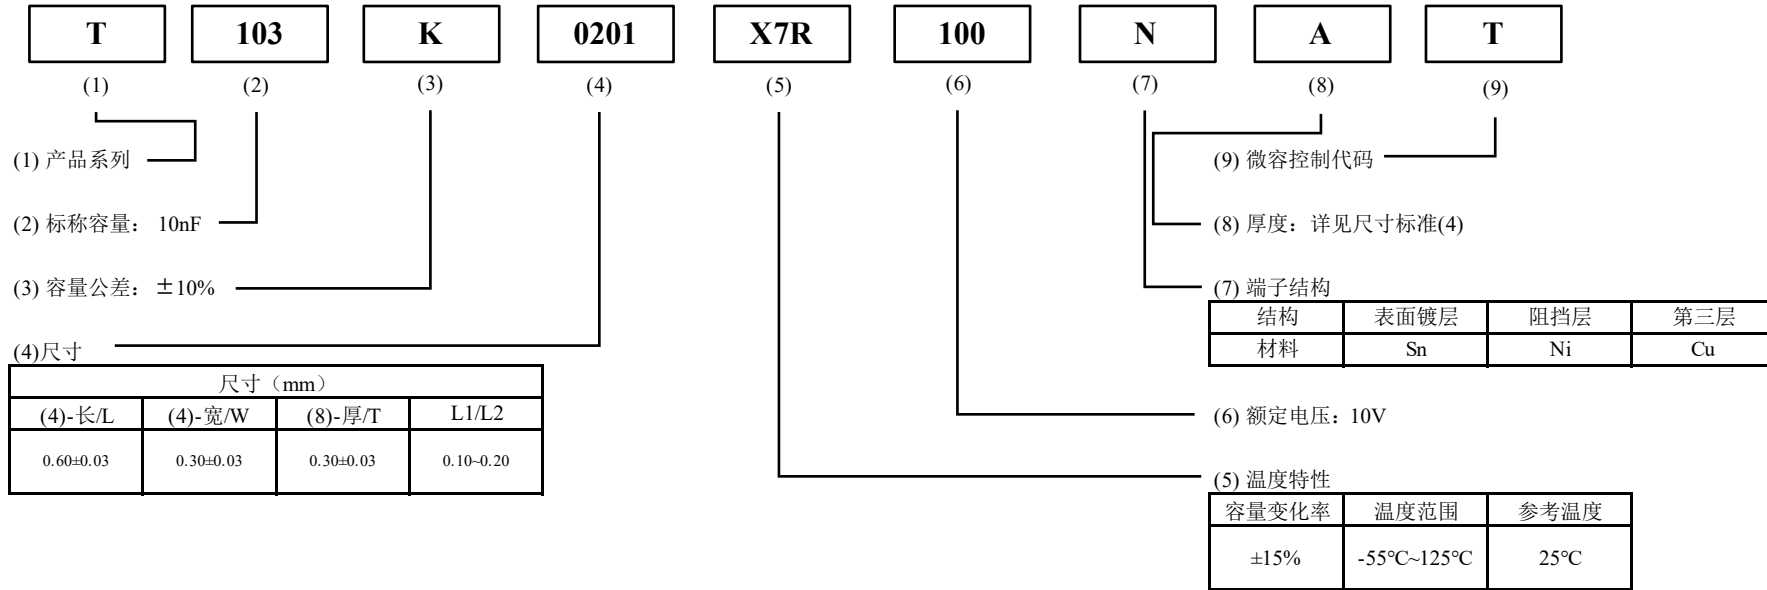 T 103 K 0201 X7R 100 N A T
(1) (2) (3) (4) (5) (6) (7) (8) (9)
(1) 产品系列
(9) 微容控制代码
(2) 标称容量： 10nF
(8) 厚度：详见尺寸标准(4)
(3) 容量公差：±10%
(7) 端子结构
结构 表面镀层 阻挡层 第三层
材料 Sn Ni Cu
(4)尺寸
尺寸（mm）
(4)-长/L (4)-宽/W (8)-厚/T L1/L2
0.60±0.03 0.30±0.03 0.30±0.03 0.10~0.20
(6) 额定电压：10V
(5) 温度特性
容量变化率 温度范围 参考温度
±15% -55℃~125℃ 25℃